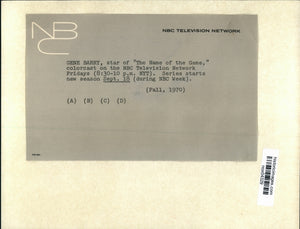 NBC
NBC TELEVISION NETWORK
GENE BARRY, star of "The Name of the Game,"
colorcast on the NBC Television Network
Fridays (8:30-10 p.m. NYT). Series starts
new season Sept. 18 (during NBC Week).
(Fall, 1970)
(A) (B) (C) (D)